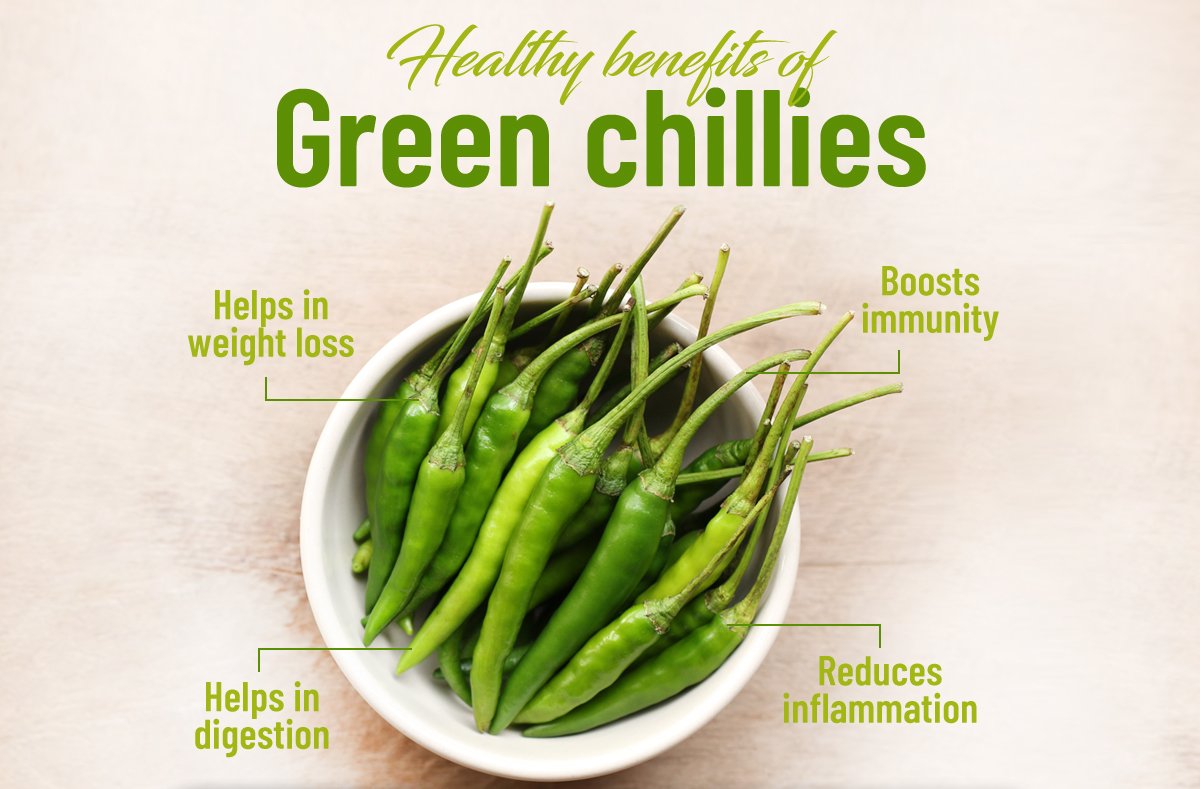 Healthy benefits of
Green chillies
Helps in
weight loss
Boosts
immunity
Helps in
digestion
Reduces
inflammation